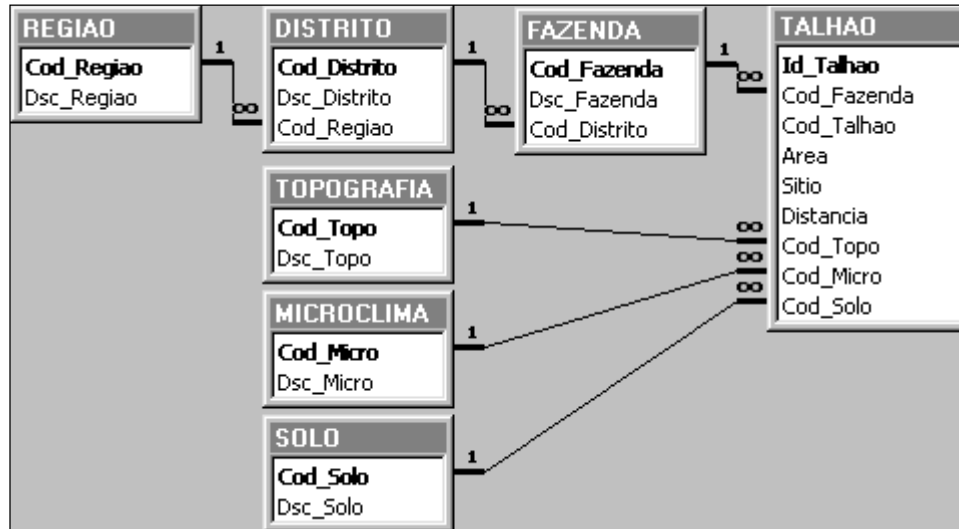 REGIAO
Cod_Regiao
Dsc_Regiao
1
∞
DISTRITO
Cod_Distrito
Dsc_Distrito
Cod_Regiao
1
∞
FAZENDA
Cod_Fazenda
Dsc_Fazenda
Cod_Distrito
1
∞
TALHAO
Id_Talhao
Cod_Fazenda
Cod_Talhao
Area
Sitio
Distancia
Cod_Topo
Cod_Micro
Cod_Solo
TOPOGRAFIA
Cod_Topo
Dsc_Topo
1
∞
MICROCLIMA
Cod_Micro
Dsc_Micro
1
∞
SOLO
Cod_Solo
Dsc_Solo
1
∞